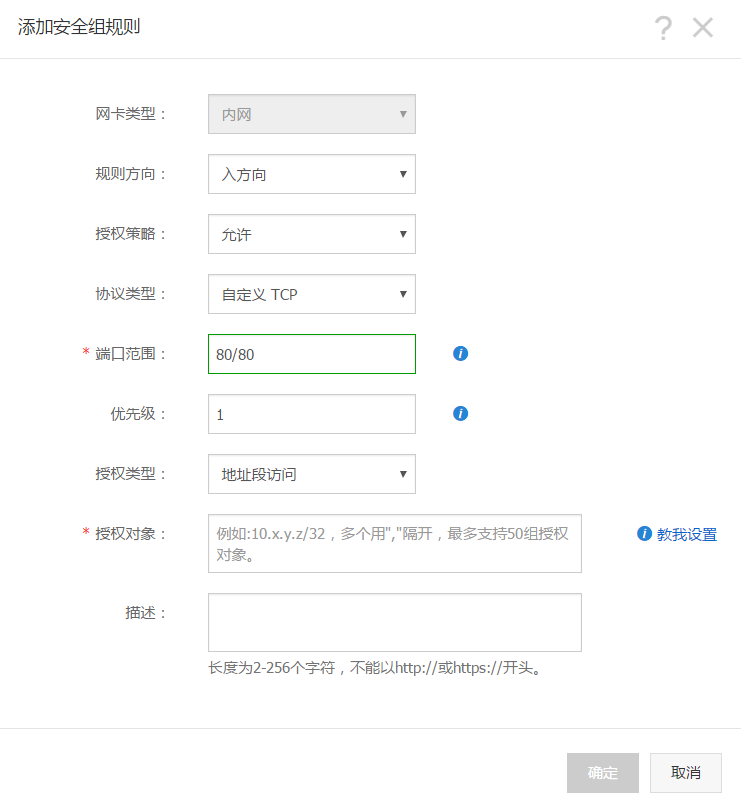 添加安全组规则
网卡类型：
内网
规则方向：
入方向
授权策略：
允许
协议类型：
自定义 TCP
* 端口范围：
80/80
优先级：
1
授权类型：
地址段访问
* 授权对象：
例如:10.x.y.z/32，多个用","隔开，最多支持50组授权
对象。
教我设置
描述：
长度为2-256个字符，不能以http://或https://开头。
确定
取消